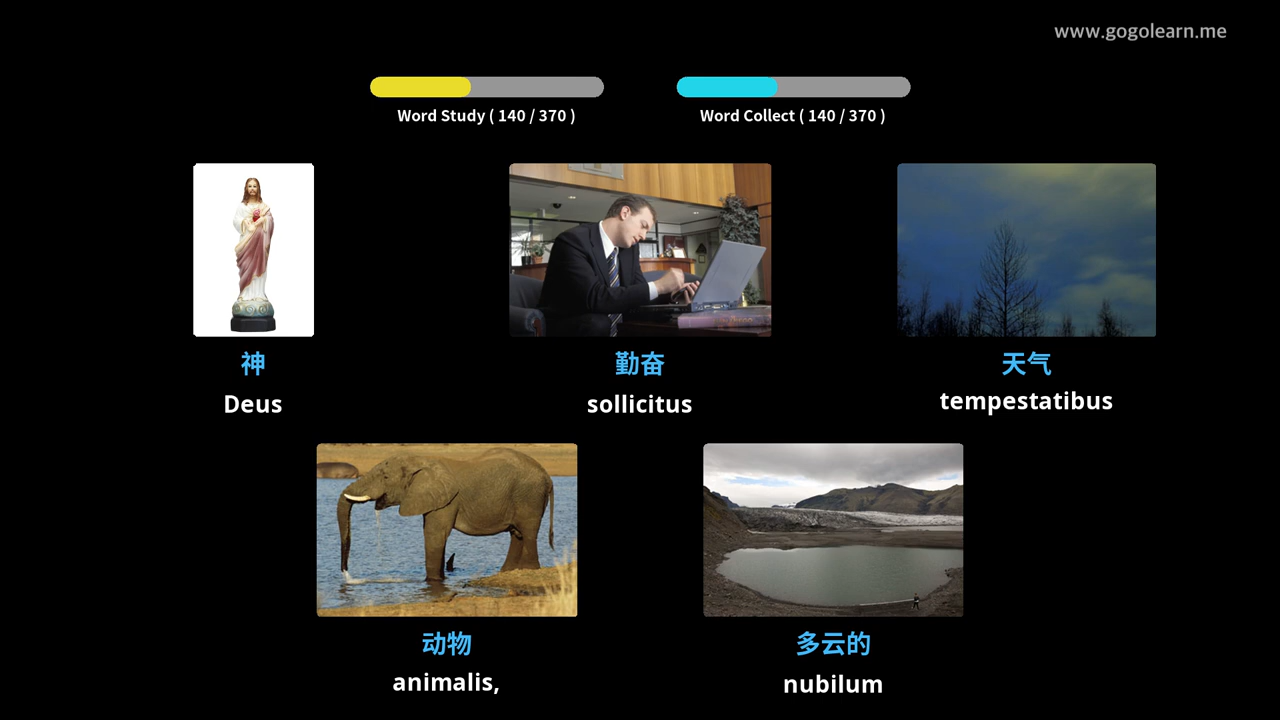 www.gogolearn.me
Word Study ( 140 / 370 )
Word Collect ( 140 / 370 )
神
勤奋
天气
Deus
sollicitus
tempestatibus
动物
多云的
animalis,
nubilum